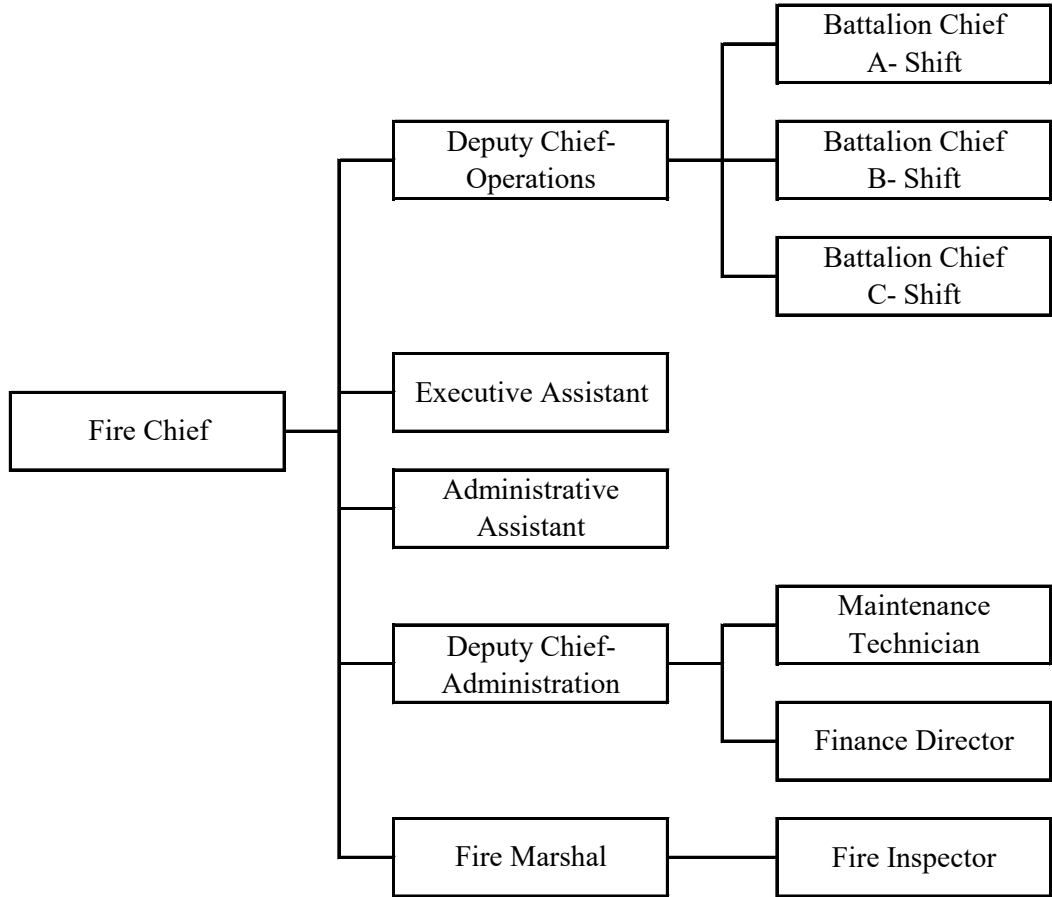 Battalion Chief
A- Shift
Deputy Chief-
Operations
Battalion Chief
B- Shift
Battalion Chief
C- Shift
Executive Assistant
Fire Chief
Administrative
Assistant
Maintenance
Technician
Deputy Chief-
Administration
Finance Director
Fire Marshal
Fire Inspector